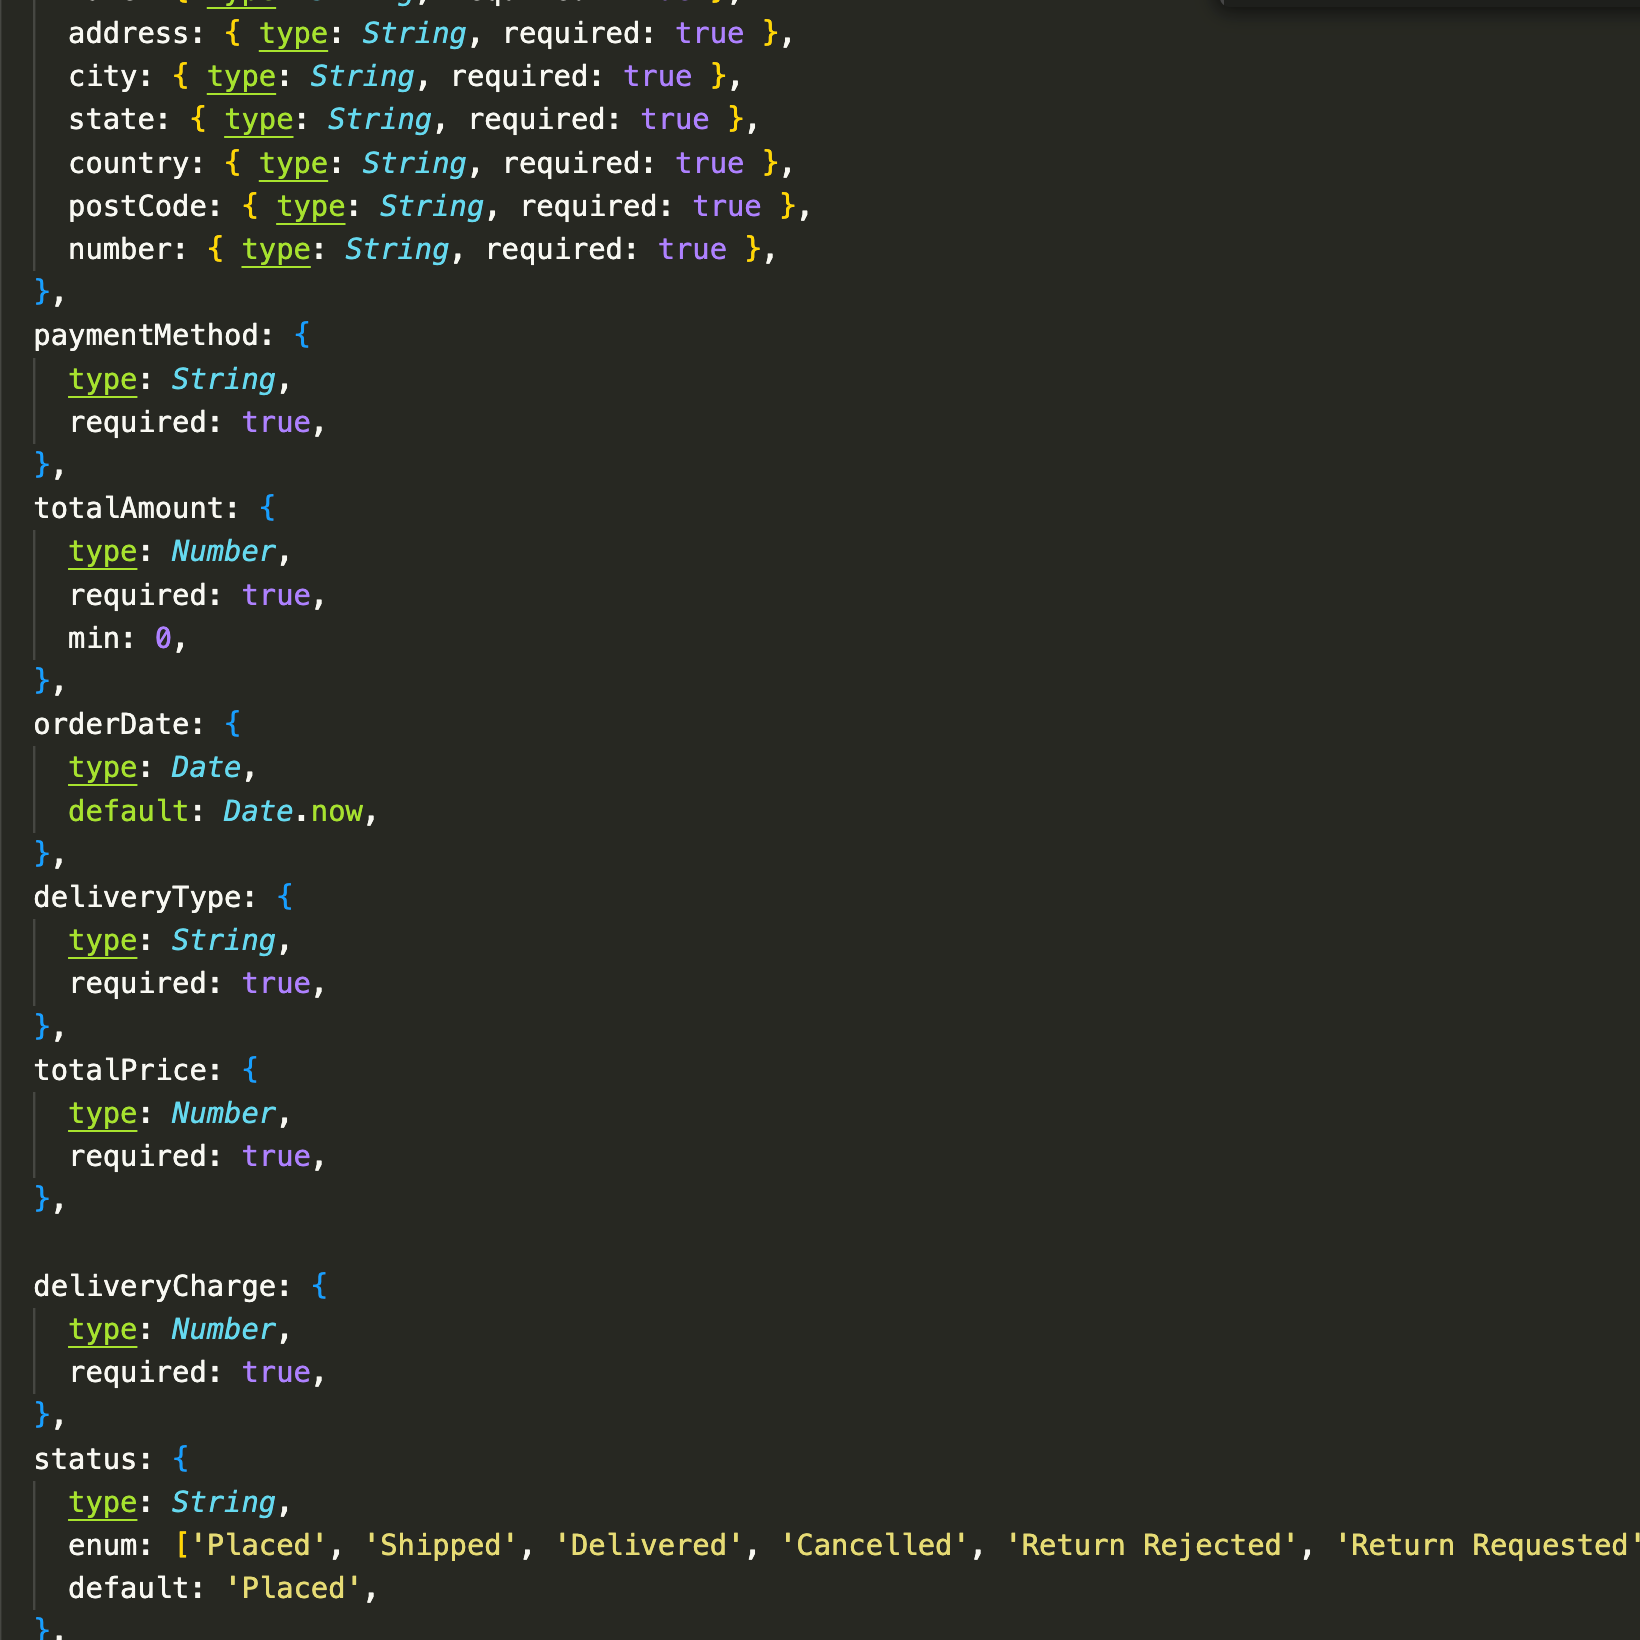 address: { type: String, required: true },
city: { type: String, required: true },
state: { type: String, required: true },
country: { type: String, required: true },
postCode: { type: String, required: true },
number: { type: String, required: true },
},
paymentMethod: {
type: String,
required: true,
},
totalAmount: {
type: Number,
required: true,
min: 0,
},
orderDate: {
type: Date,
default: Date.now,
},
deliveryType: {
type: String,
required: true,
},
totalPrice: {
type: Number,
required: true,
},
deliveryCharge: {
type: Number,
required: true,
},
status: {
type: String,
enum: ['Placed', 'Shipped', 'Delivered', 'Cancelled', 'Return Rejected', 'Return Requested'
default: 'Placed',
},